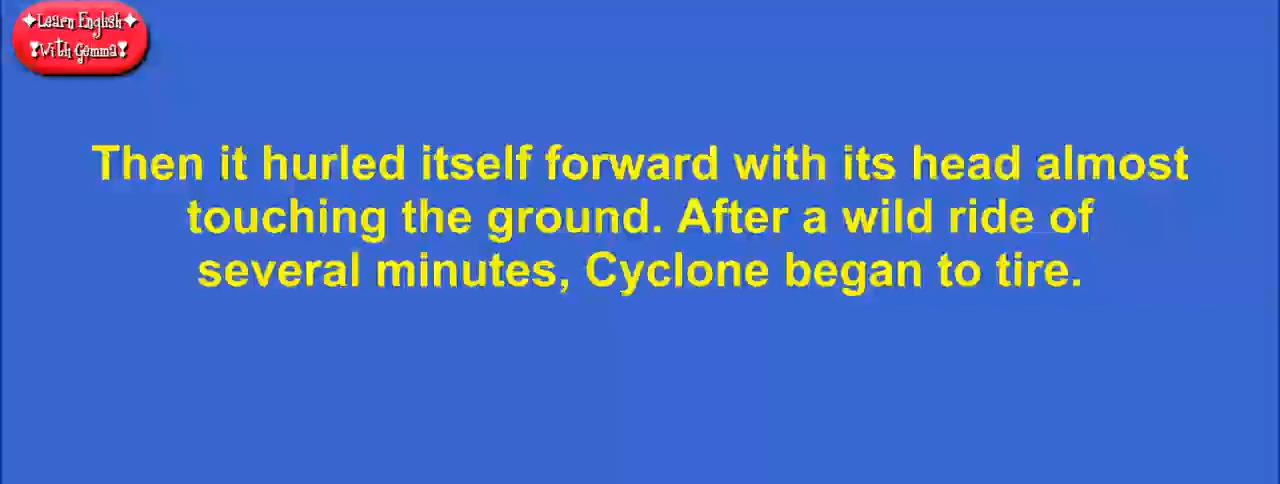 ✦Learn English✦
❣With Gemma❣
Then it hurled itself forward with its head almost
touching the ground. After a wild ride of
several minutes, Cyclone began to tire.